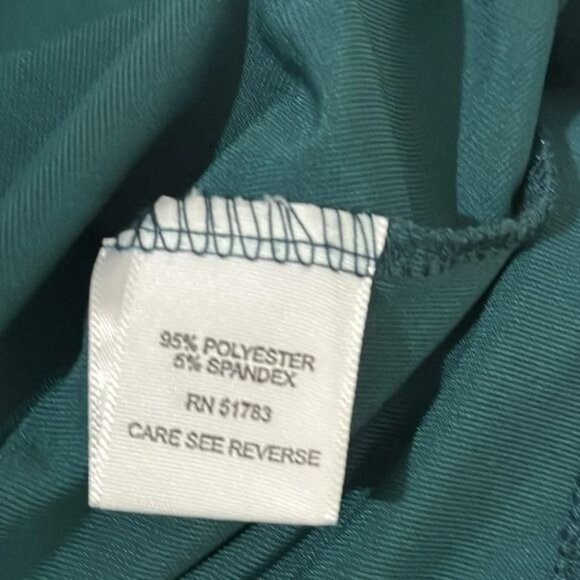 95% POLYESTER
5% SPANDEX
RN 51783
CARE SEE REVERSE